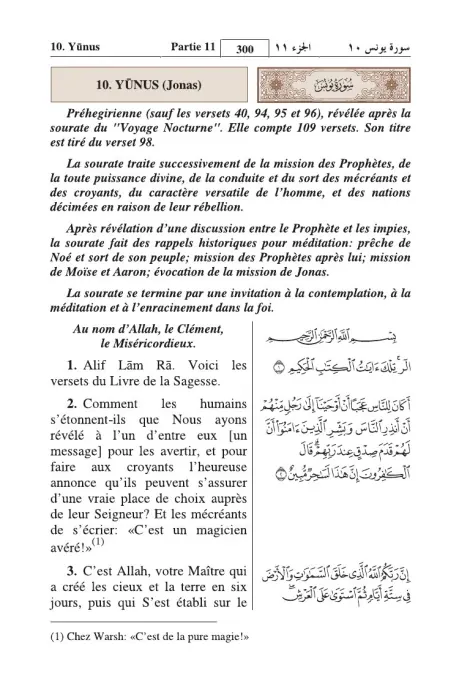 10. Yūnus Partie 11 300 الجزء ١١ سورة يونس ١٠
10. YŪNUS (Jonas)
سُورَةُ يُونُسَ
Préhegirienne (sauf les versets 40, 94, 95 et 96), révélée après la
sourate du "Voyage Nocturne". Elle compte 109 versets. Son titre
est tiré du verset 98.
La sourate traite successivement de la mission des Prophètes, de
la toute puissance divine, de la conduite et du sort des mécréants et
des croyants, du caractère versatile de l’homme, et des nations
décimées en raison de leur rébellion.
Après révélation d’une discussion entre le Prophète et les impies,
la sourate fait des rappels historiques pour méditation: prêche de
Noé et sort de son peuple; mission des Prophètes après lui; mission
de Moïse et Aaron; évocation de la mission de Jonas.
La sourate se termine par une invitation à la contemplation, à la
méditation et à l’enracinement dans la foi.
Au nom d’Allah, le Clément,
le Miséricordieux.
1. Alif Lām Rā. Voici les
versets du Livre de la Sagesse.
2. Comment les humains
s’étonnent-ils que Nous ayons
révélé à l’un d’entre eux [un
message] pour les avertir, et pour
faire aux croyants l’heureuse
annonce qu’ils peuvent s’assurer
d’une vraie place de choix auprès
de leur Seigneur? Et les mécréants
de s’écrier: «C’est un magicien
avéré!»(1)
3. C’est Allah, votre Maître qui
a créé les cieux et la terre en six
jours, puis qui S’est établi sur le
بِسْمِ اللَّهِ الرَّحْمَٰنِ الرَّحِيمِ
الٓرۚ تِلْكَ ءَايَٰتُ ٱلْكِتَٰبِ ٱلْحَكِيمِ ١
أَكَانَ لِلنَّاسِ عَجَبًا أَنْ أَوْحَيْنَآ إِلَىٰ رَجُلٍ مِّنْهُمْ
أَنْ أَنذِرِ ٱلنَّاسَ وَبَشِّرِ ٱلَّذِينَ ءَامَنُوٓا۟ أَنَّ
لَهُمْ قَدَمَ صِدْقٍ عِندَ رَبِّهِمْۗ قَالَ
ٱلْكَٰفِرُونَ إِنَّ هَٰذَا لَسَٰحِرٌ مُّبِينٌ ٢
إِنَّ رَبَّكُمُ ٱللَّهُ ٱلَّذِى خَلَقَ ٱلسَّمَٰوَٰتِ وَٱلْأَرْضَ
فِى سِتَّةِ أَيَّامٍ ثُمَّ ٱسْتَوَىٰ عَلَى ٱلْعَرْشِۖ
(1) Chez Warsh: «C’est de la pure magie!»